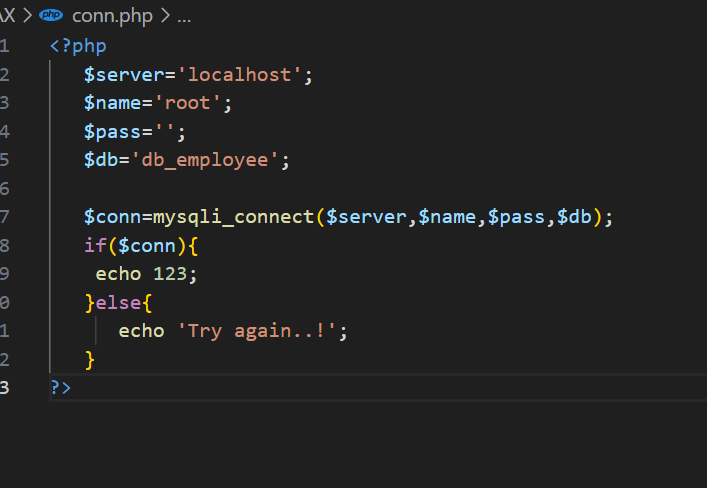 AX > php conn.php > ...
1 <?php
2 $server='localhost';
3 $name='root';
4 $pass='';
5 $db='db_employee';
6
7 $conn=mysqli_connect($server,$name,$pass,$db);
8 if($conn){
9 echo 123;
0 }else{
1 echo 'Try again..!';
2 }
3 ?>